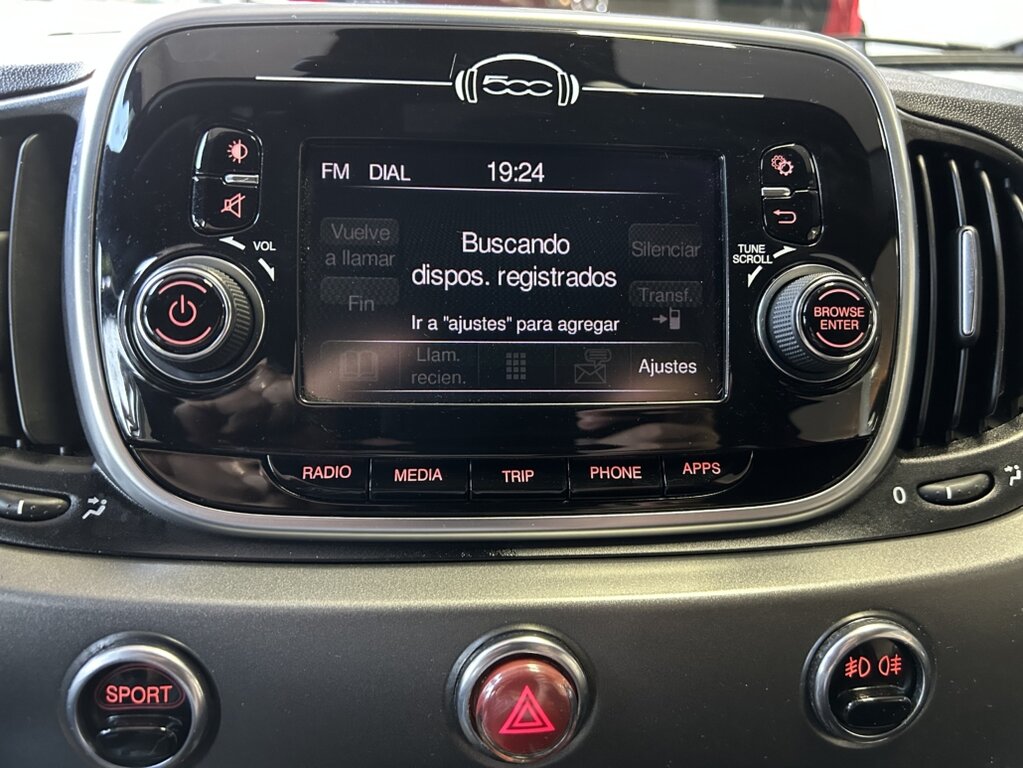 500
FM DIAL 19:24
VOL
Vuelve
a llamar
Buscando
dispos. registrados
Silenciar
TUNE
SCROLL
Fin
Transf.
BROWSE
ENTER
Ir a "ajustes" para agregar
Llam.
recien.
Ajustes
RADIO MEDIA TRIP PHONE APPS
0
SPORT